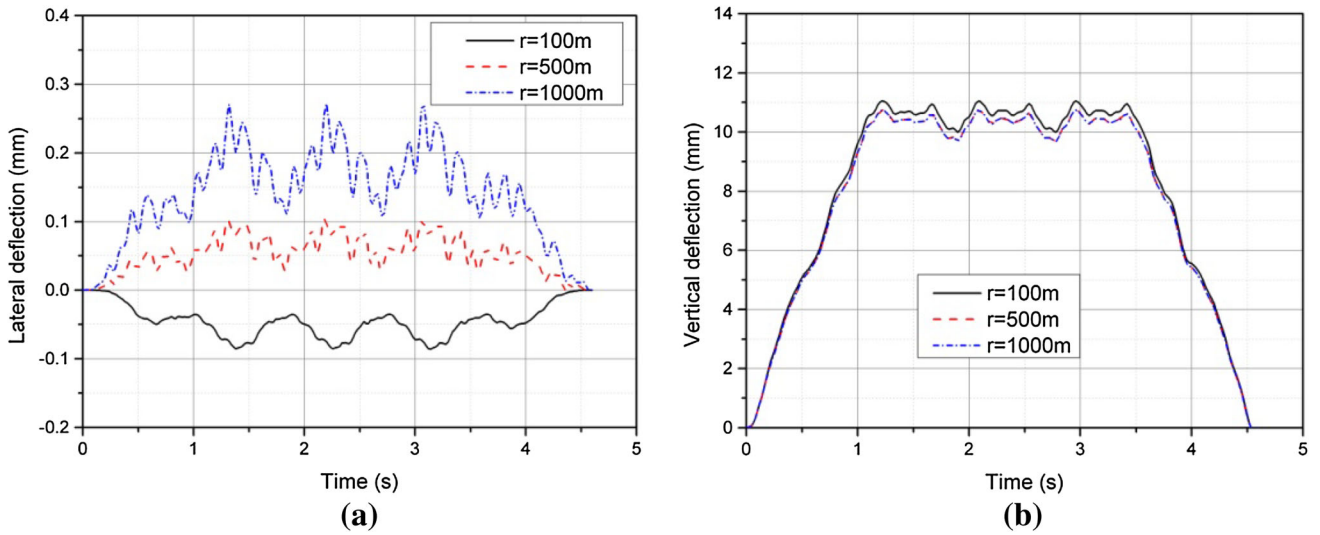 0.4
0.3
0.2
0.1
0.0
-0.1
-0.2
Lateral deflection (mm)
r=100m
r=500m
r=1000m
0 1 2 3 4 5
Time (s)
(a)
14
12
10
8
6
4
2
0
Vertical deflection (mm)
r=100m
r=500m
r=1000m
0 1 2 3 4 5
Time (s)
(b)